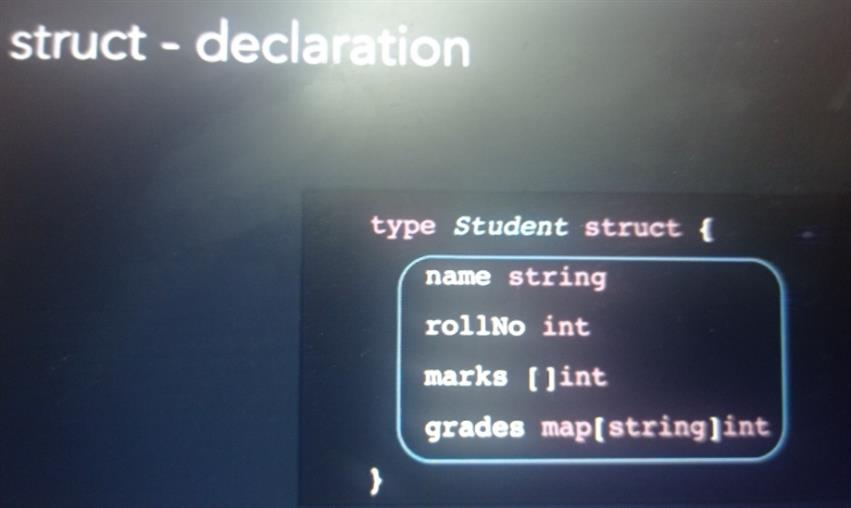 struct - declaration
type Student struct {
name string
rollNo int
marks []int
grades map[string]int
}